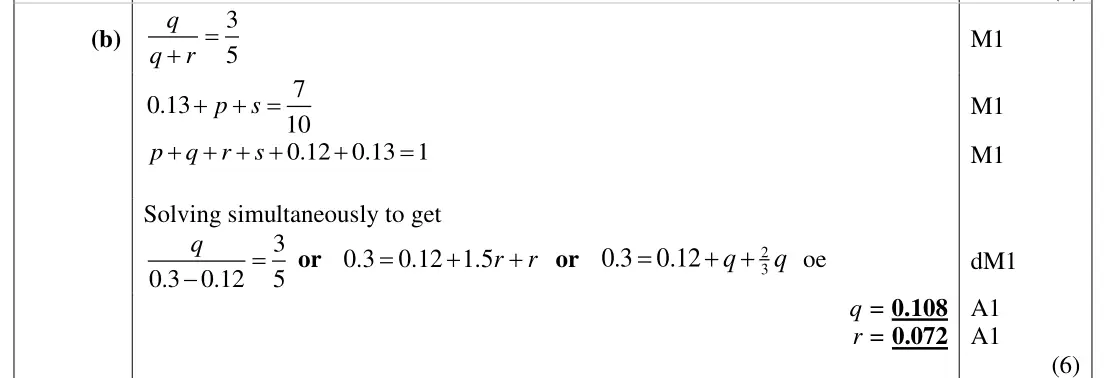 (b) q/(q + r) = 3/5 M1
0.13 + p + s = 7/10 M1
p + q + r + s + 0.12 + 0.13 = 1 M1
Solving simultaneously to get
q/(0.3 − 0.12) = 3/5 or 0.3 = 0.12 + 1.5r + r or 0.3 = 0.12 + q + 2/3 q oe dM1
q = 0.108 A1
r = 0.072 A1
(6)